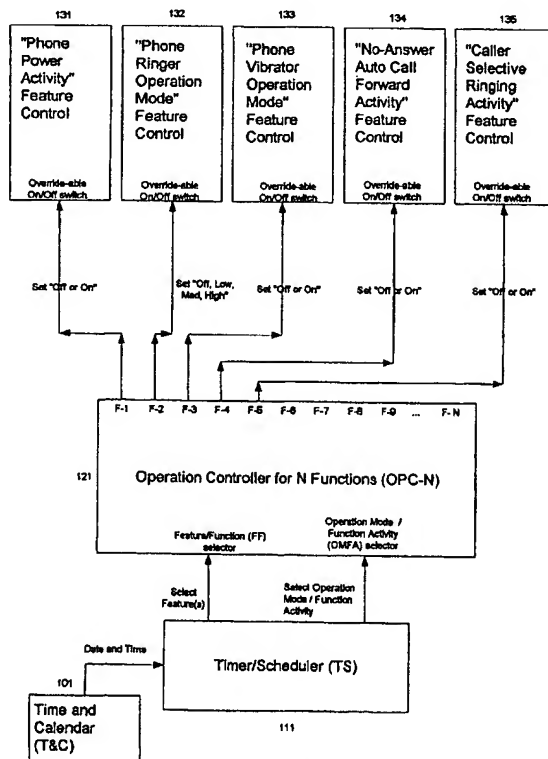 131
132
133
134
135
"Phone
Power
Activity"
Feature
Control
Override-able
On/Off switch
"Phone
Ringer
Operation
Mode"
Feature
Control
Override-able
On/Off switch
"Phone
Vibrator
Operation
Mode"
Feature
Control
Override-able
On/Off switch
"No-Answer
Auto Call
Forward
Activity"
Feature
Control
Override-able
On/Off switch
"Caller
Selective
Ringing
Activity"
Feature
Control
Override-able
On/Off switch
Set "Off or On"
Set "Off, Low,
Med, High"
Set "Off or On"
Set "Off or On"
Set "Off or On"
F-1 F-2 F-3 F-4 F-5 F-6 F-7 F-8 F-9 ... F- N
121
Operation Controller for N Functions (OPC-N)
Feature/Function (FF)
selector
Operation Mode /
Function Activity
(OMFA) selector
Select
Feature(s)
Select Operation
Mode / Function
Activity
Date and Time
Timer/Scheduler (TS)
101
111
Time and
Calendar
(T&C)